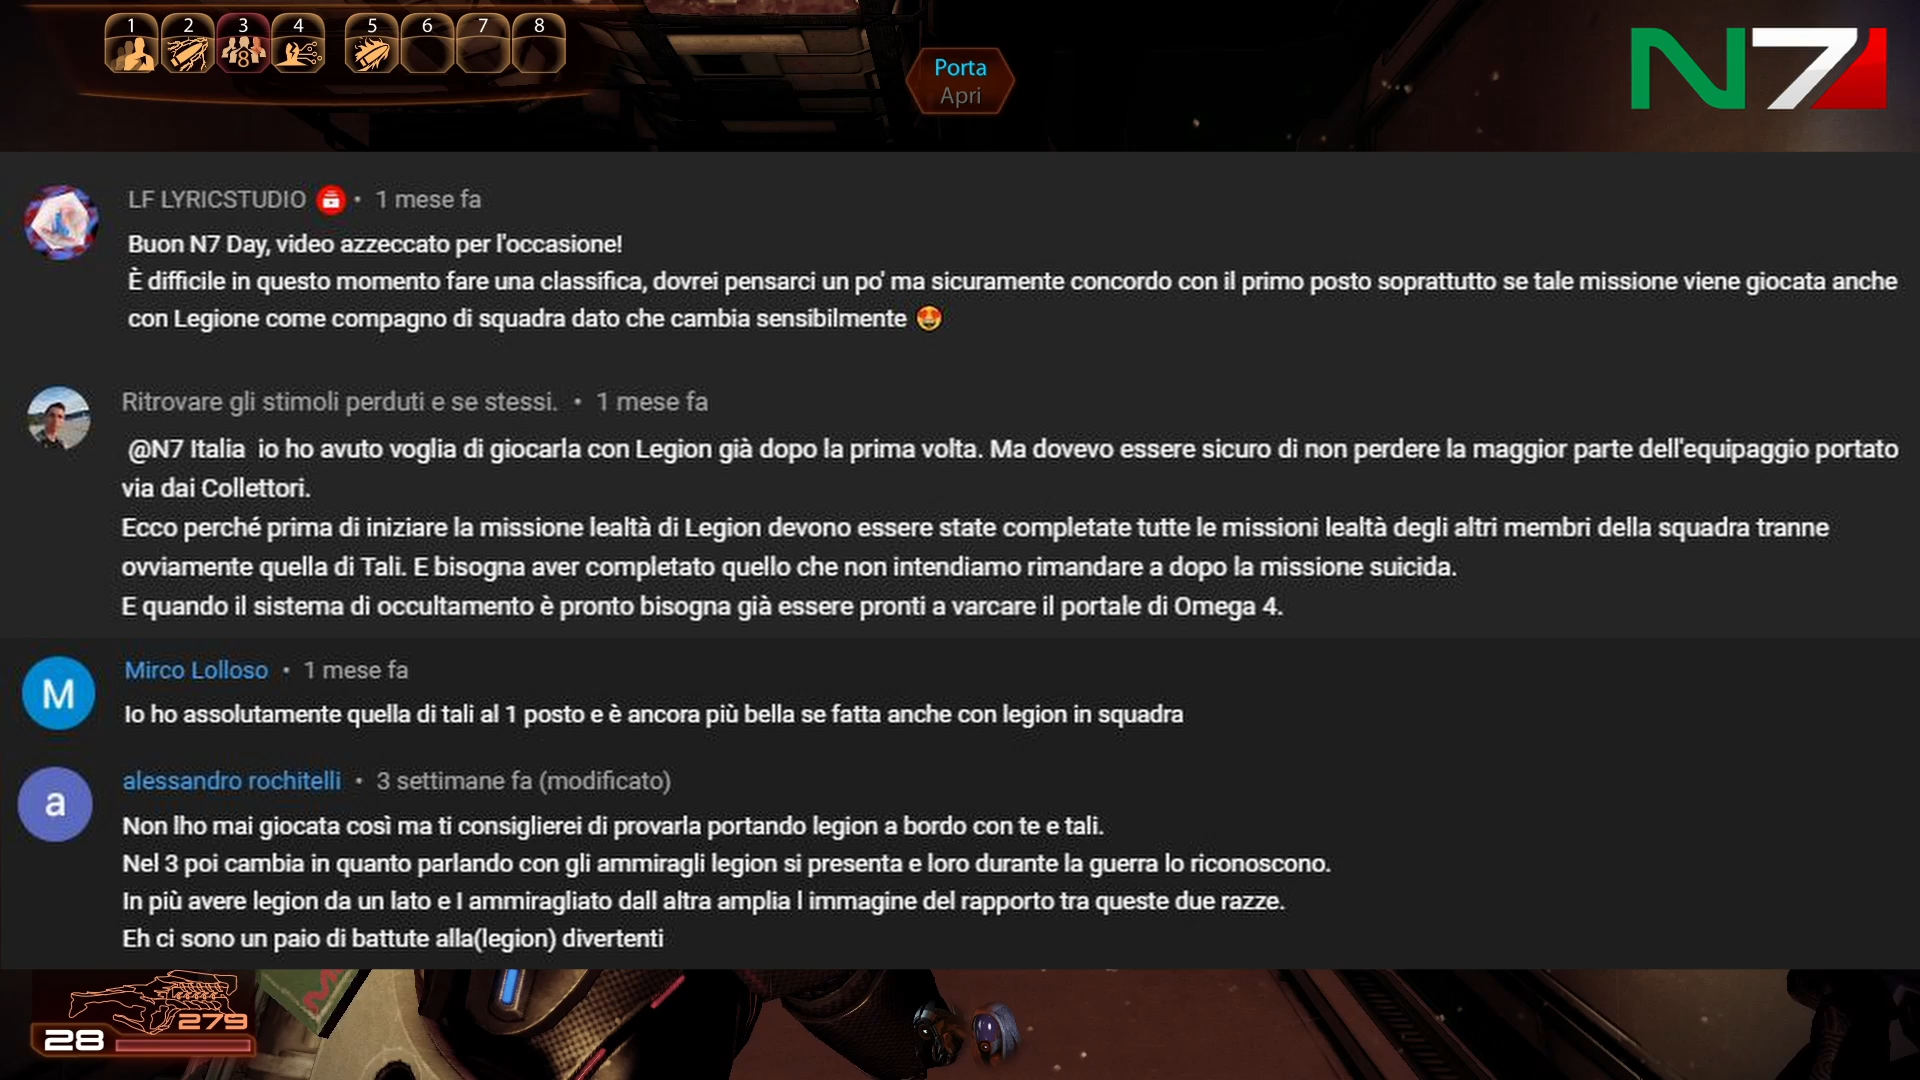 1 2 3 4 5 6 7 8
8
Porta
Apri
N7
LF LYRICSTUDIO • 1 mese fa
Buon N7 Day, video azzeccato per l'occasione!
È difficile in questo momento fare una classifica, dovrei pensarci un po' ma sicuramente concordo con il primo posto soprattutto se tale missione viene giocata anche
con Legione come compagno di squadra dato che cambia sensibilmente 🤩
Ritrovare gli stimoli perduti e se stessi. • 1 mese fa
@N7 Italia io ho avuto voglia di giocarla con Legion già dopo la prima volta. Ma dovevo essere sicuro di non perdere la maggior parte dell'equipaggio portato
via dai Collettori.
Ecco perché prima di iniziare la missione lealtà di Legion devono essere state completate tutte le missioni lealtà degli altri membri della squadra tranne
ovviamente quella di Tali. E bisogna aver completato quello che non intendiamo rimandare a dopo la missione suicida.
E quando il sistema di occultamento è pronto bisogna già essere pronti a varcare il portale di Omega 4.
M
Mirco Lolloso • 1 mese fa
Io ho assolutamente quella di tali al 1 posto e è ancora più bella se fatta anche con legion in squadra
a
alessandro rochitelli • 3 settimane fa (modificato)
Non lho mai giocata così ma ti consiglierei di provarla portando legion a bordo con te e tali.
Nel 3 poi cambia in quanto parlando con gli ammiragli legion si presenta e loro durante la guerra lo riconoscono.
In più avere legion da un lato e l ammiragliato dall altra amplia l immagine del rapporto tra queste due razze.
Eh ci sono un paio di battute alla(legion) divertenti
28 279